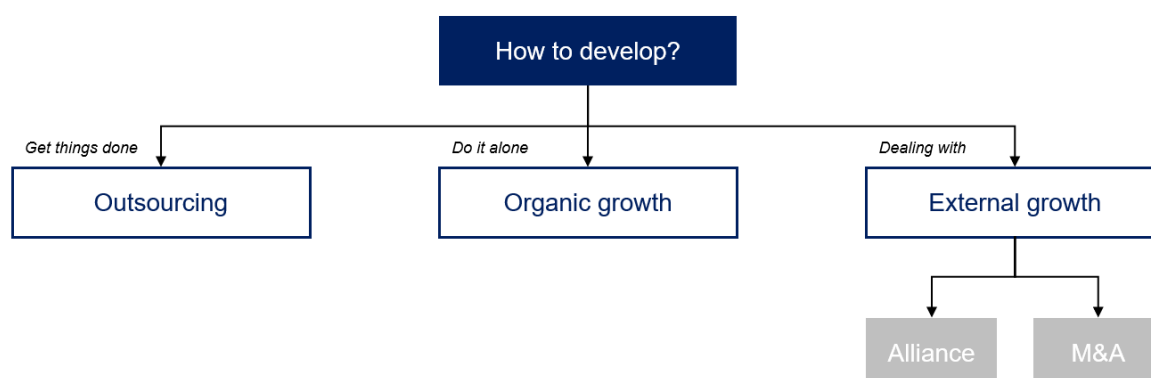 How to develop?
Get things done
Do it alone
Dealing with
Outsourcing
Organic growth
External growth
Alliance
M&A